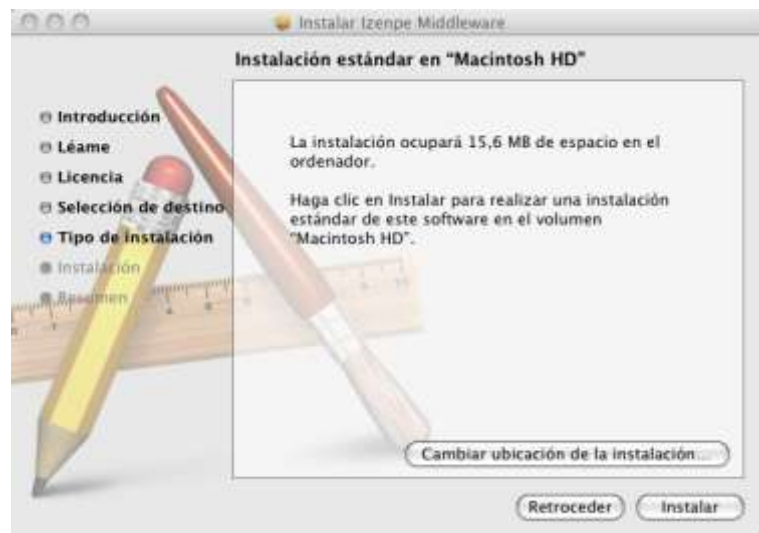 Instalar Izenpe Middleware
Instalación estándar en “Macintosh HD”
Introducción
Léame
Licencia
Selección de destino
Tipo de instalación
Instalación
Resumen
La instalación ocupará 15,6 MB de espacio en el
ordenador.
Haga clic en Instalar para realizar una instalación
estándar de este software en el volumen
“Macintosh HD”.
Cambiar ubicación de la instalación...
Retroceder
Instalar